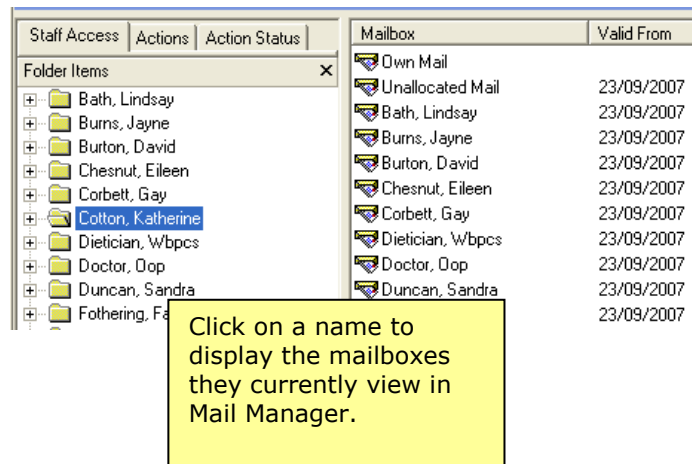 Staff Access Actions Action Status
Folder Items
Bath, Lindsay
Burns, Jayne
Burton, David
Chesnut, Eileen
Corbett, Gay
Cotton, Katherine
Dietician, Wbpcs
Doctor, Oop
Duncan, Sandra
Fothering,
Mailbox Valid From
Own Mail
Unallocated Mail 23/09/2007
Bath, Lindsay 23/09/2007
Burns, Jayne 23/09/2007
Burton, David 23/09/2007
Chesnut, Eileen 23/09/2007
Corbett, Gay 23/09/2007
Dietician, Wbpcs 23/09/2007
Doctor, Oop 23/09/2007
Duncan, Sandra 23/09/2007
23/09/2007
Click on a name to
display the mailboxes
they currently view in
Mail Manager.